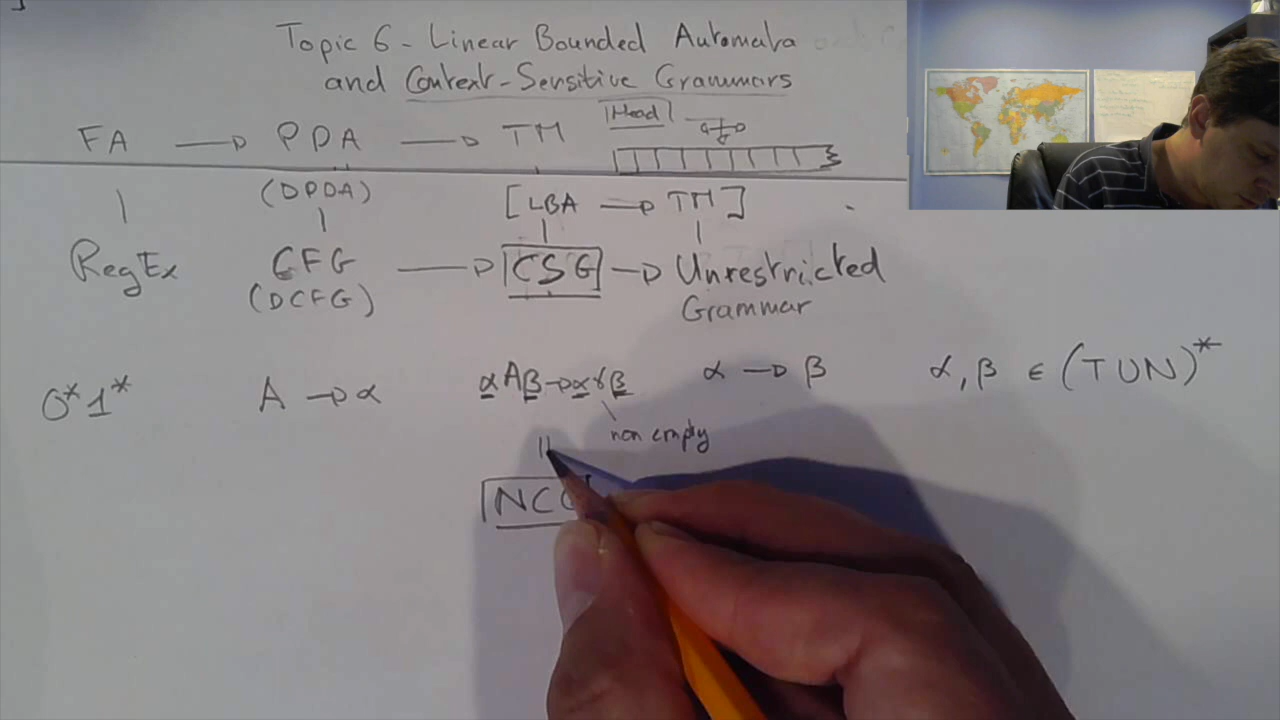 Topic 6 - Linear Bounded Automata
and Context-Sensitive Grammars
FA → PDA → TM Head
(DPDA) [LBA → TM]
RegEx CFG → CSG → Unrestricted
(DCFG) Grammar
0*1* A → α αAβ → αγβ α → β α, β ∈ (T ∪ N)*
non empty
||